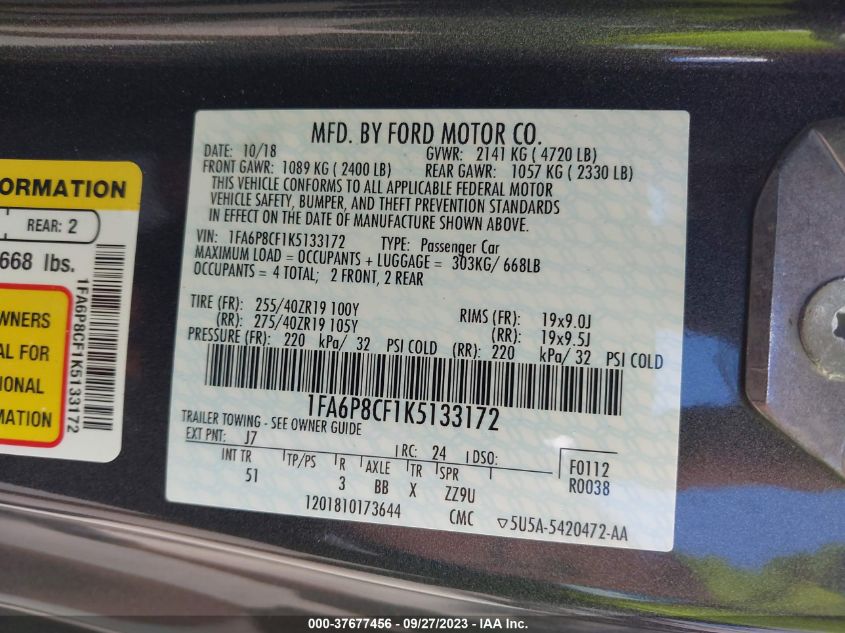 ORMATION
REAR: 2
668 lbs.
WNERS
AL FOR
IONAL
MATION
1FA6P8CF1K5133172
MFD. BY FORD MOTOR CO.
DATE: 10/18 GVWR: 2141 KG ( 4720 LB)
FRONT GAWR: 1089 KG ( 2400 LB) REAR GAWR: 1057 KG ( 2330 LB)
THIS VEHICLE CONFORMS TO ALL APPLICABLE FEDERAL MOTOR
VEHICLE SAFETY, BUMPER, AND THEFT PREVENTION STANDARDS
IN EFFECT ON THE DATE OF MANUFACTURE SHOWN ABOVE.
VIN: 1FA6P8CF1K5133172 TYPE: Passenger Car
MAXIMUM LOAD = OCCUPANTS + LUGGAGE = 303KG/ 668LB
OCCUPANTS = 4 TOTAL; 2 FRONT, 2 REAR
TIRE (FR): 255/40ZR19 100Y RIMS (FR): 19x9.0J
(RR): 275/40ZR19 105Y (RR): 19x9.5J
PRESSURE (FR): 220 kPa/ 32 PSI COLD (RR): 220 kPa/ 32 PSI COLD
1FA6P8CF1K5133172
TRAILER TOWING - SEE OWNER GUIDE
EXT PNT: J7 RC: 24 DSO:
INT TR TP/PS R AXLE TR SPR
51 3 BB X ZZ9U
F0112
R0038
1201810173644 CMC ▽5U5A-5420472-AA
000-37677456 - 09/27/2023 - IAA Inc.